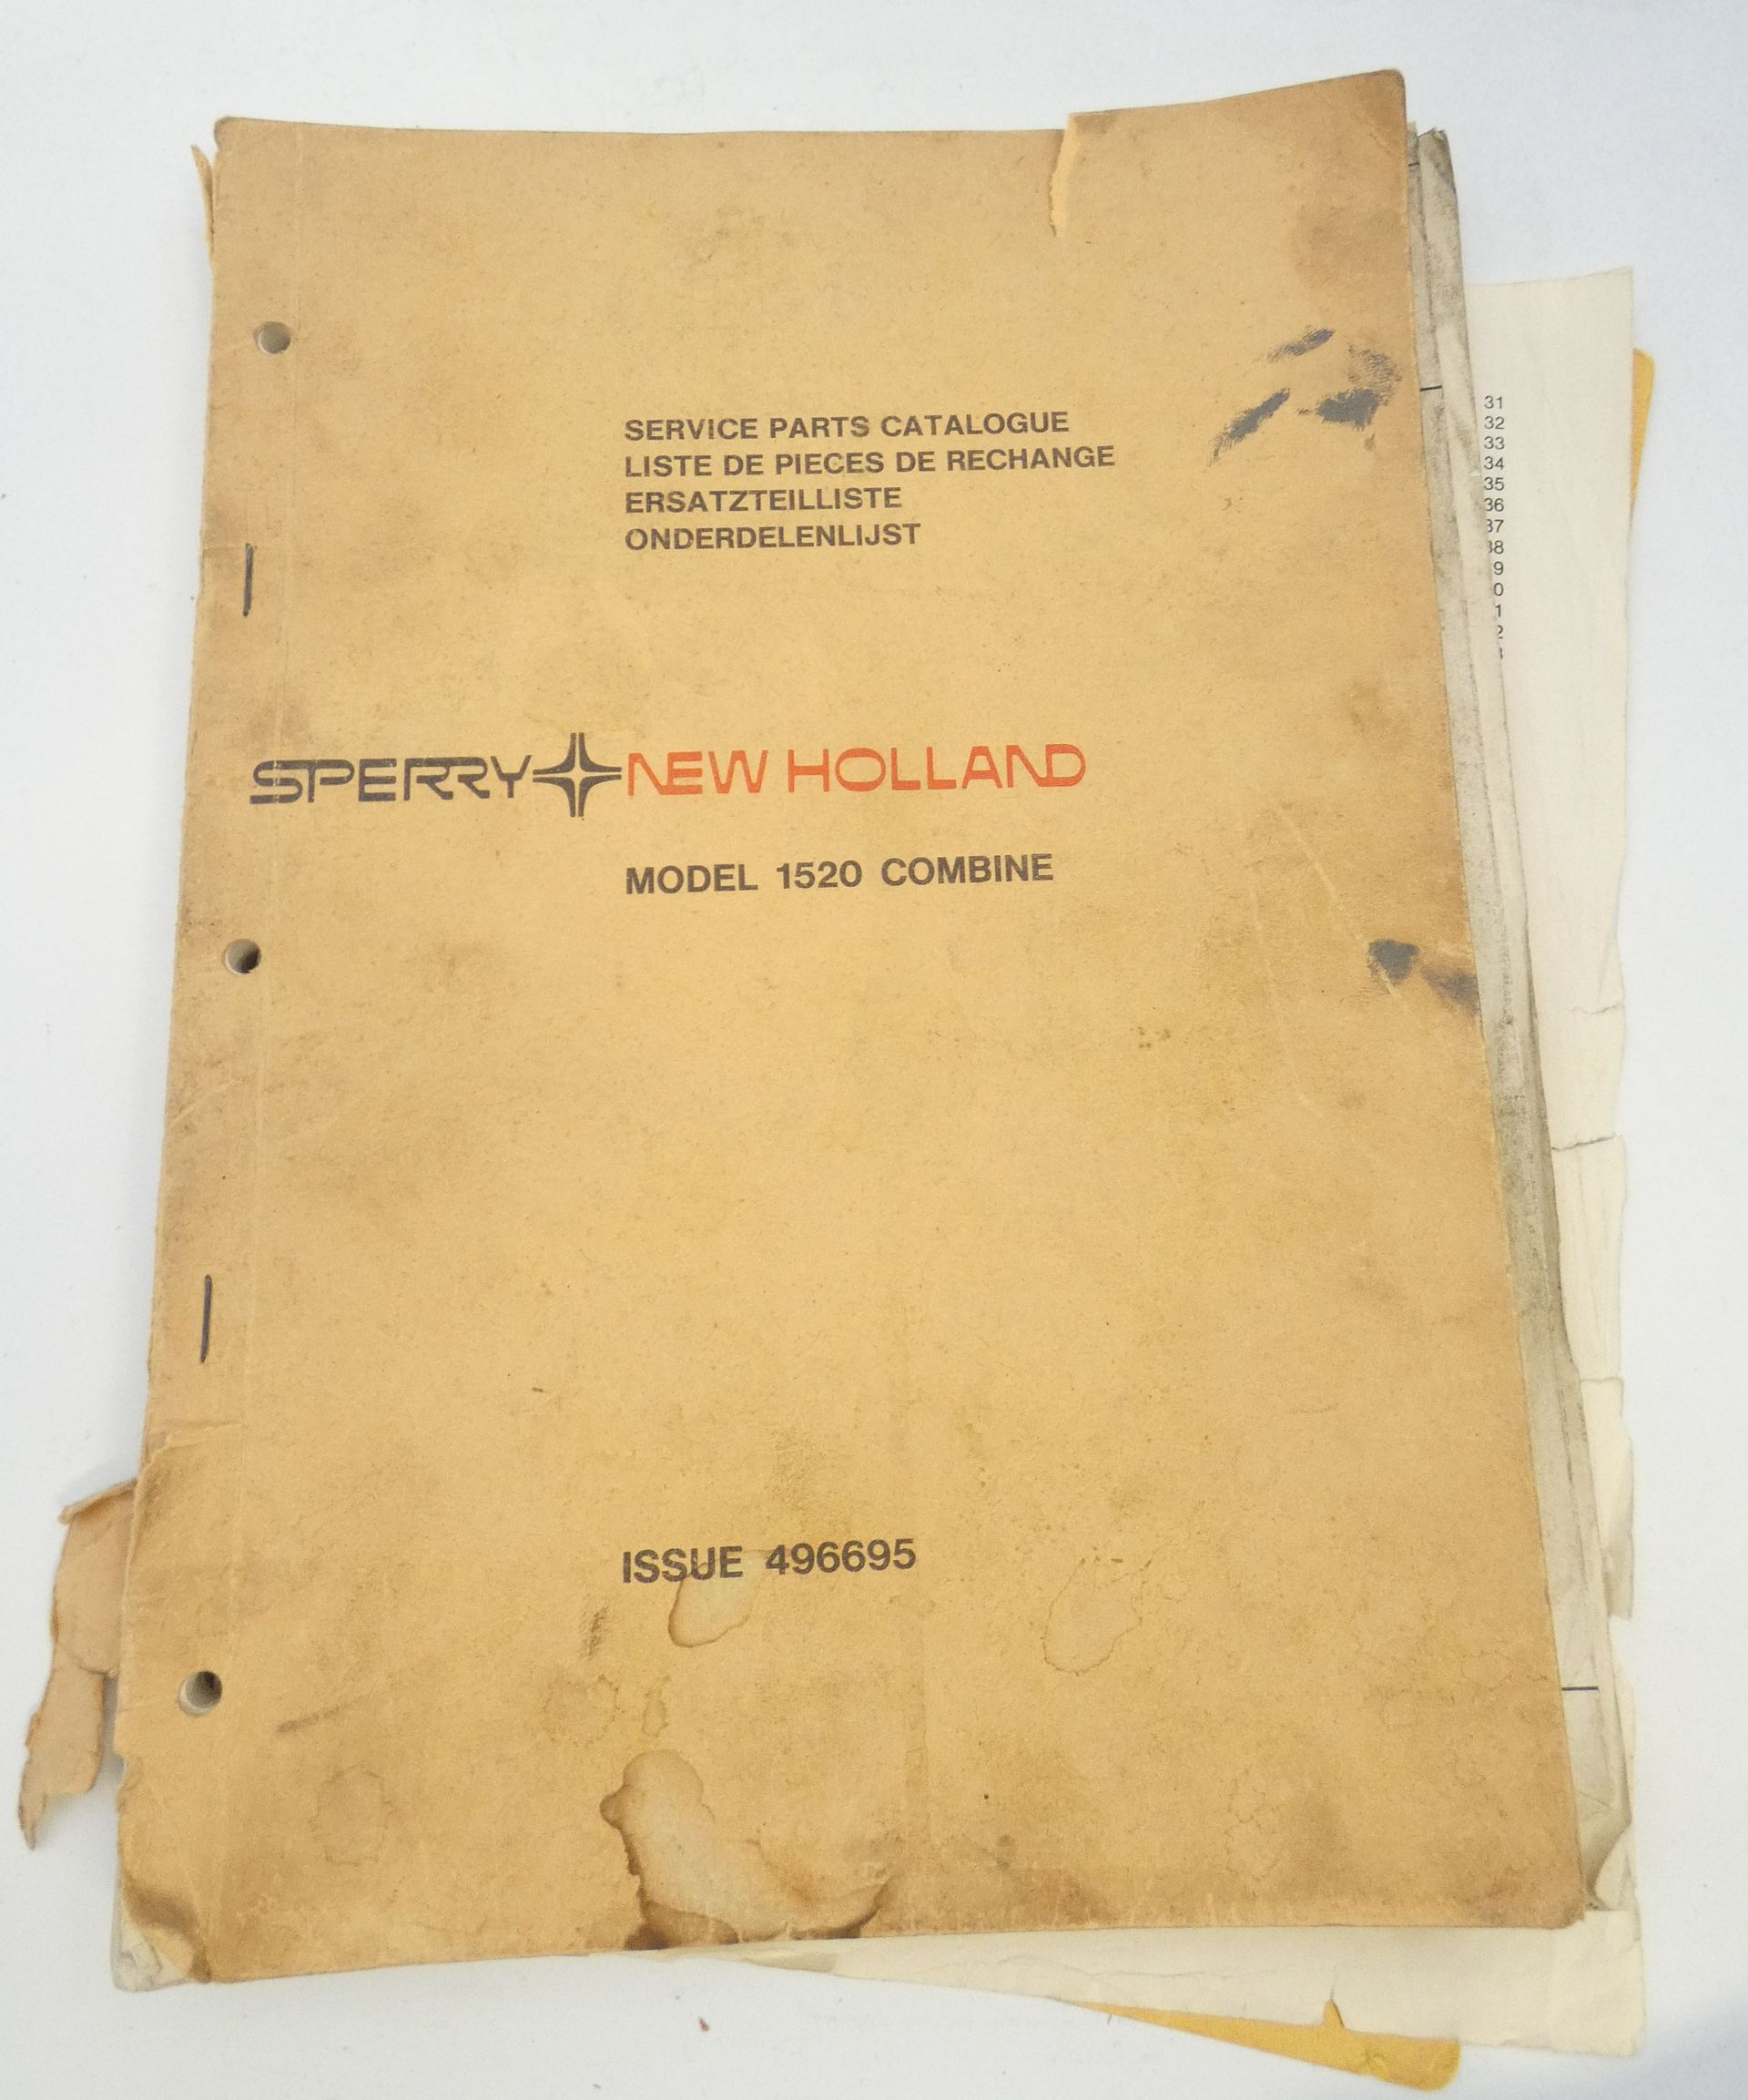 SERVICE PARTS CATALOGUE
LISTE DE PIECES DE RECHANGE
ERSATZTEILLISTE
ONDERDELENLIJST
SPERRY NEW HOLLAND
MODEL 1520 COMBINE
ISSUE 496695
31
32
33
34
35
36